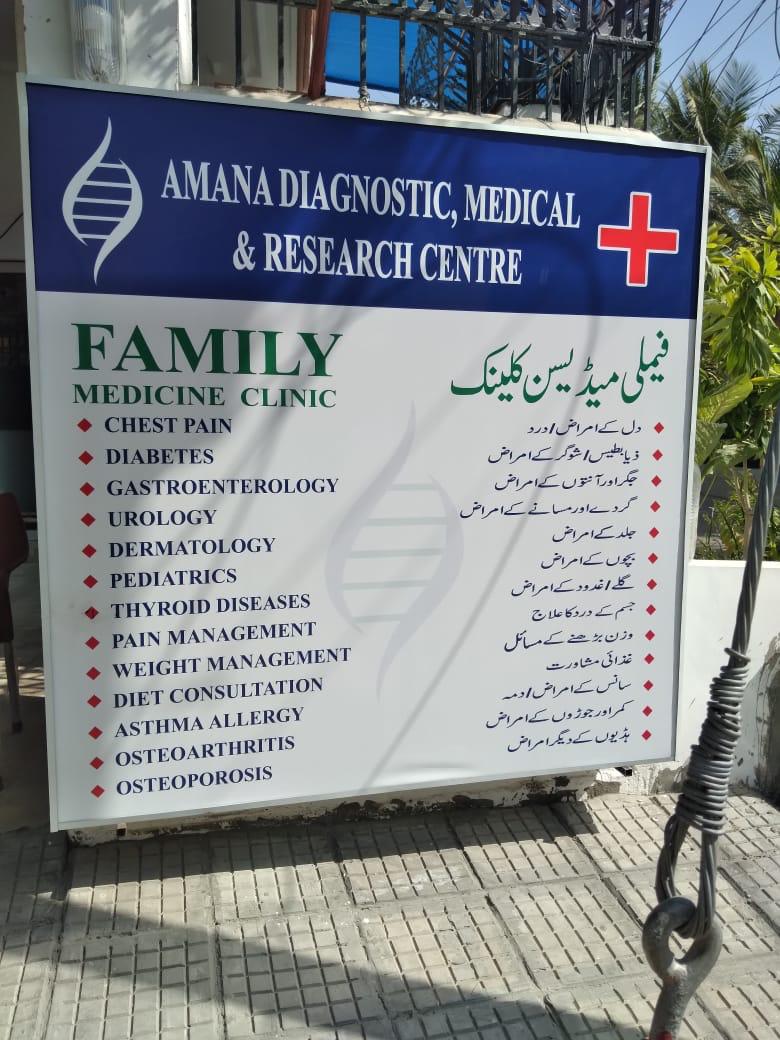 AMANA DIAGNOSTIC, MEDICAL
& RESEARCH CENTRE
FAMILY
MEDICINE CLINIC
CHEST PAIN
DIABETES
GASTROENTEROLOGY
UROLOGY
DERMATOLOGY
PEDIATRICS
THYROID DISEASES
PAIN MANAGEMENT
WEIGHT MANAGEMENT
DIET CONSULTATION
ASTHMA ALLERGY
OSTEOARTHRITIS
OSTEOPOROSIS
فیملی میڈیسن کلینک
دل کے امراض/درد
ذیابطیس/شوگر کے امراض
جگر اور آنتوں کے امراض
گردے اور مسانے کے امراض
جلد کے امراض
بچوں کے امراض
گلے/غدود کے امراض
جسم کے درد کا علاج
وزن بڑھنے کے مسائل
غذائی مشاورت
سانس کے امراض/دمہ
کمر اور جوڑوں کے امراض
ہڈیوں کے دیگر امراض